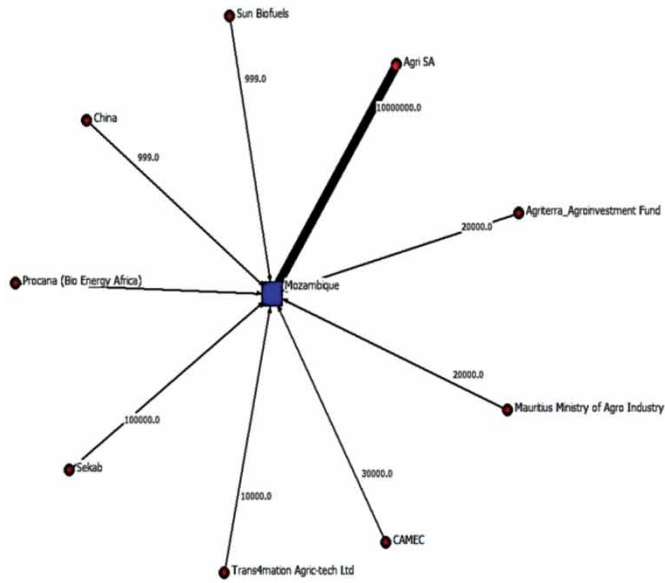 Sun Biofuels
Agri SA
999.0
10000000.0
China
999.0
Agriterra_Agroinvestment Fund
20000.0
Procana (Bio Energy Africa)
Mozambique
20000.0
Mauritius Ministry of Agro Industry
100000.0
Sekab
30000.0
10000.0
CAMEC
Trans4mation Agric-tech Ltd